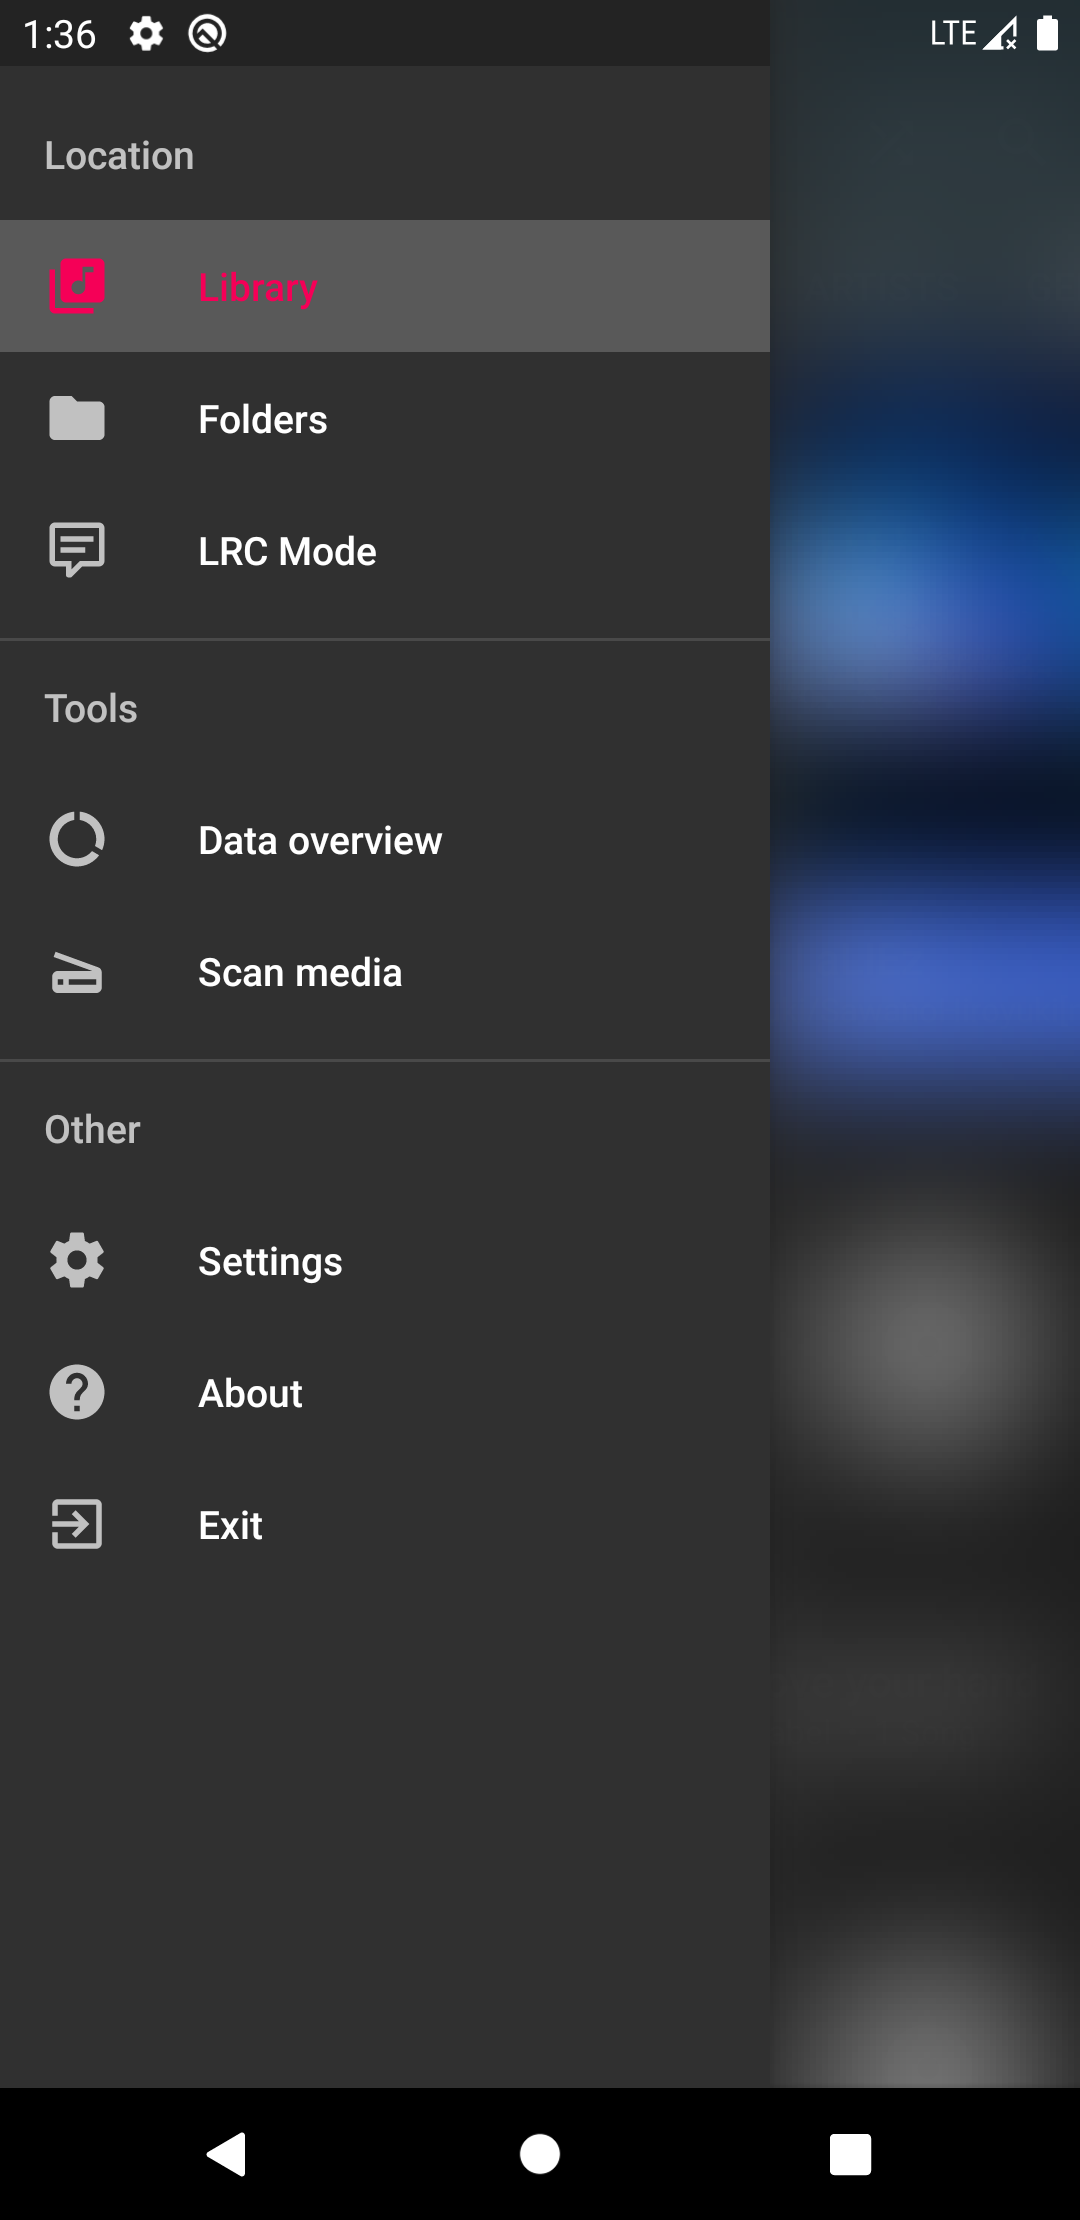 1:36 LTE
Location
Library
Folders
LRC Mode
Tools
Data overview
Scan media
Other
Settings
About
Exit